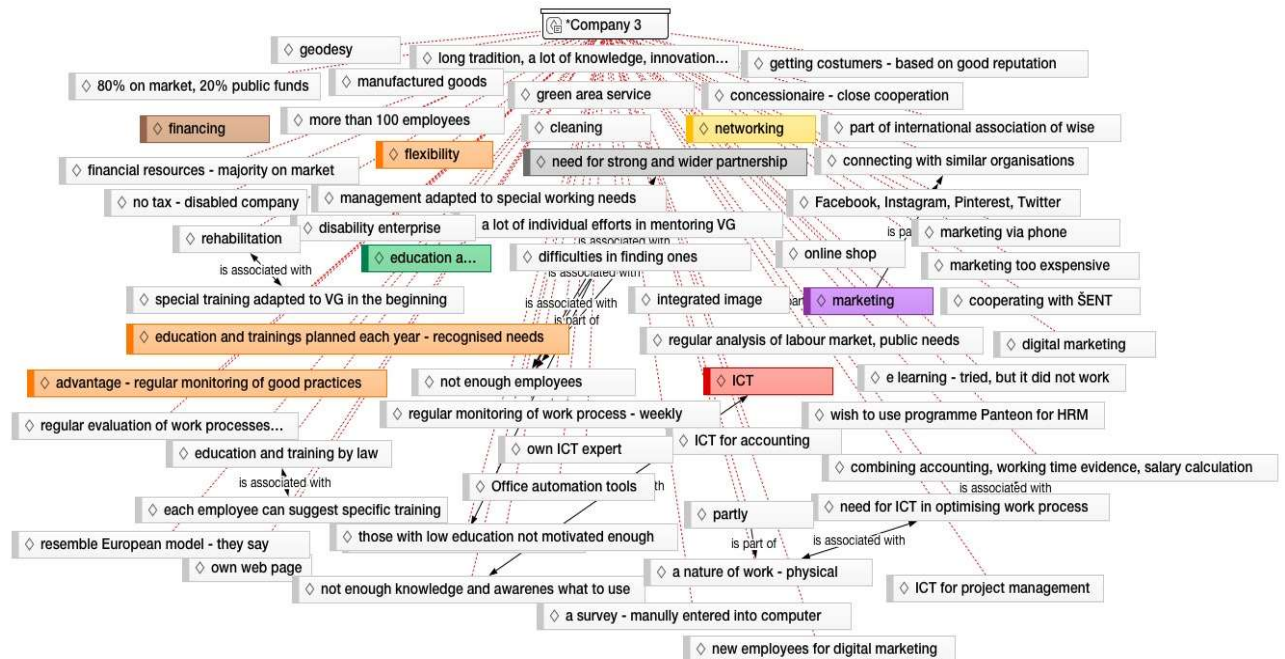 *Company 3
geodesy
long tradition, a lot of knowledge, innovation...
getting costumers - based on good reputation
80% on market, 20% public funds
manufactured goods
green area service
concessionaire - close cooperation
financing
more than 100 employees
cleaning
networking
part of international association of wise
flexibility
need for strong and wider partnership
connecting with similar organisations
financial resources - majority on market
no tax - disabled company
management adapted to special working needs
Facebook, Instagram, Pinterest, Twitter
rehabilitation
disability enterprise
a lot of individual efforts in mentoring VG
is pa
marketing via phone
is associated with
education a...
difficulties in finding ones
online shop
is associated with
is associated with
marketing too exspensive
special training adapted to VG in the beginning
is associated with
integrated image
part
marketing
cooperating with ŠENT
is part of
education and trainings planned each year - recognised needs
regular analysis of labour market, public needs
digital marketing
advantage - regular monitoring of good practices
not enough employees
ICT
e learning - tried, but it did not work
regular monitoring of work process - weekly
wish to use programme Panteon for HRM
regular evaluation of work processes...
own ICT expert
ICT for accounting
education and training by law
combining accounting, working time evidence, salary calculation
is associated with
Office automation tools
th
is associated with
each employee can suggest specific training
partly
need for ICT in optimising work process
resemble European model - they say
those with low education not motivated enough
is part of
is associated with
own web page
not enough knowledge and awarenes what to use
a nature of work - physical
ICT for project management
a survey - manully entered into computer
new employees for digital marketing